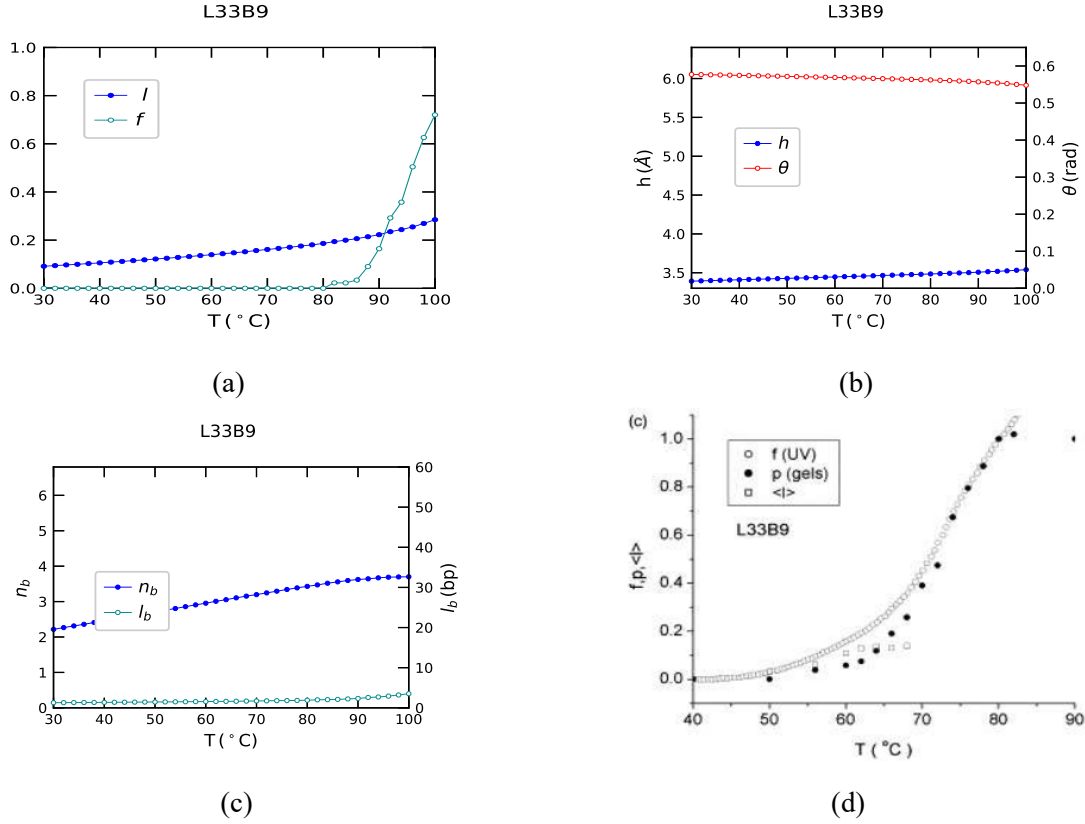 L33B9
1.0
0.8
0.6
0.4
0.2
0.0
l
f
30 40 50 60 70 80 90 100
T (°C)
(a)
L33B9
h (Å)
6.0
5.5
5.0
4.5
4.0
3.5
h
θ
0.6
0.5
0.4
0.3
0.2
0.1
0.0
θ (rad)
30 40 50 60 70 80 90 100
T (°C)
(b)
L33B9
n_b
6
5
4
3
2
1
0
n_b
l_b
60
50
40
30
20
10
0
l_b (bp)
30 40 50 60 70 80 90 100
T (°C)
(c)
(c)
f,p,<l>
1.0
0.8
0.6
0.4
0.2
0.0
f (UV)
p (gels)
<l>
L33B9
40 50 60 70 80 90
T (°C)
(d)